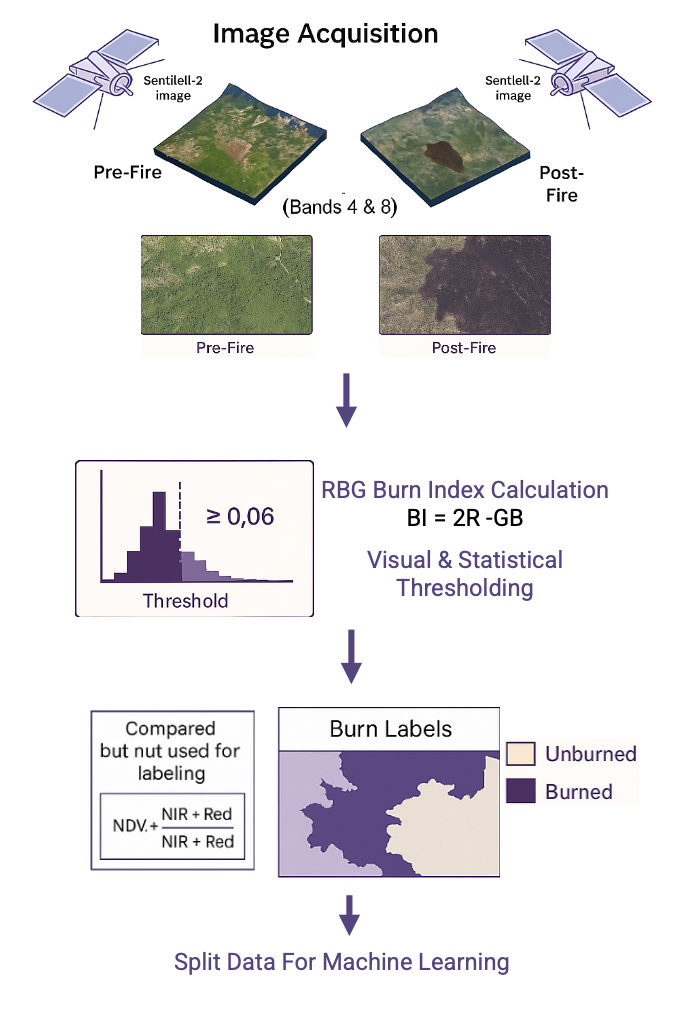 Image Acquisition
Sentilell-2
image
Sentlell-2
image
Pre-Fire
Post-
Fire
(Bands 4 & 8)
Pre-Fire
Post-Fire
≥ 0,06
Threshold
RBG Burn Index Calculation
BI = 2R -GB
Visual & Statistical
Thresholding
Compared
but nut used for
labeling
NDV.+ NIR + Red
NIR + Red
Burn Labels
Unburned
Burned
Split Data For Machine Learning